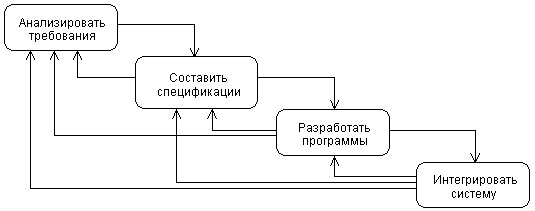 Анализировать
требования
Составить
спецификации
Разработать
программы
Интегрировать
систему